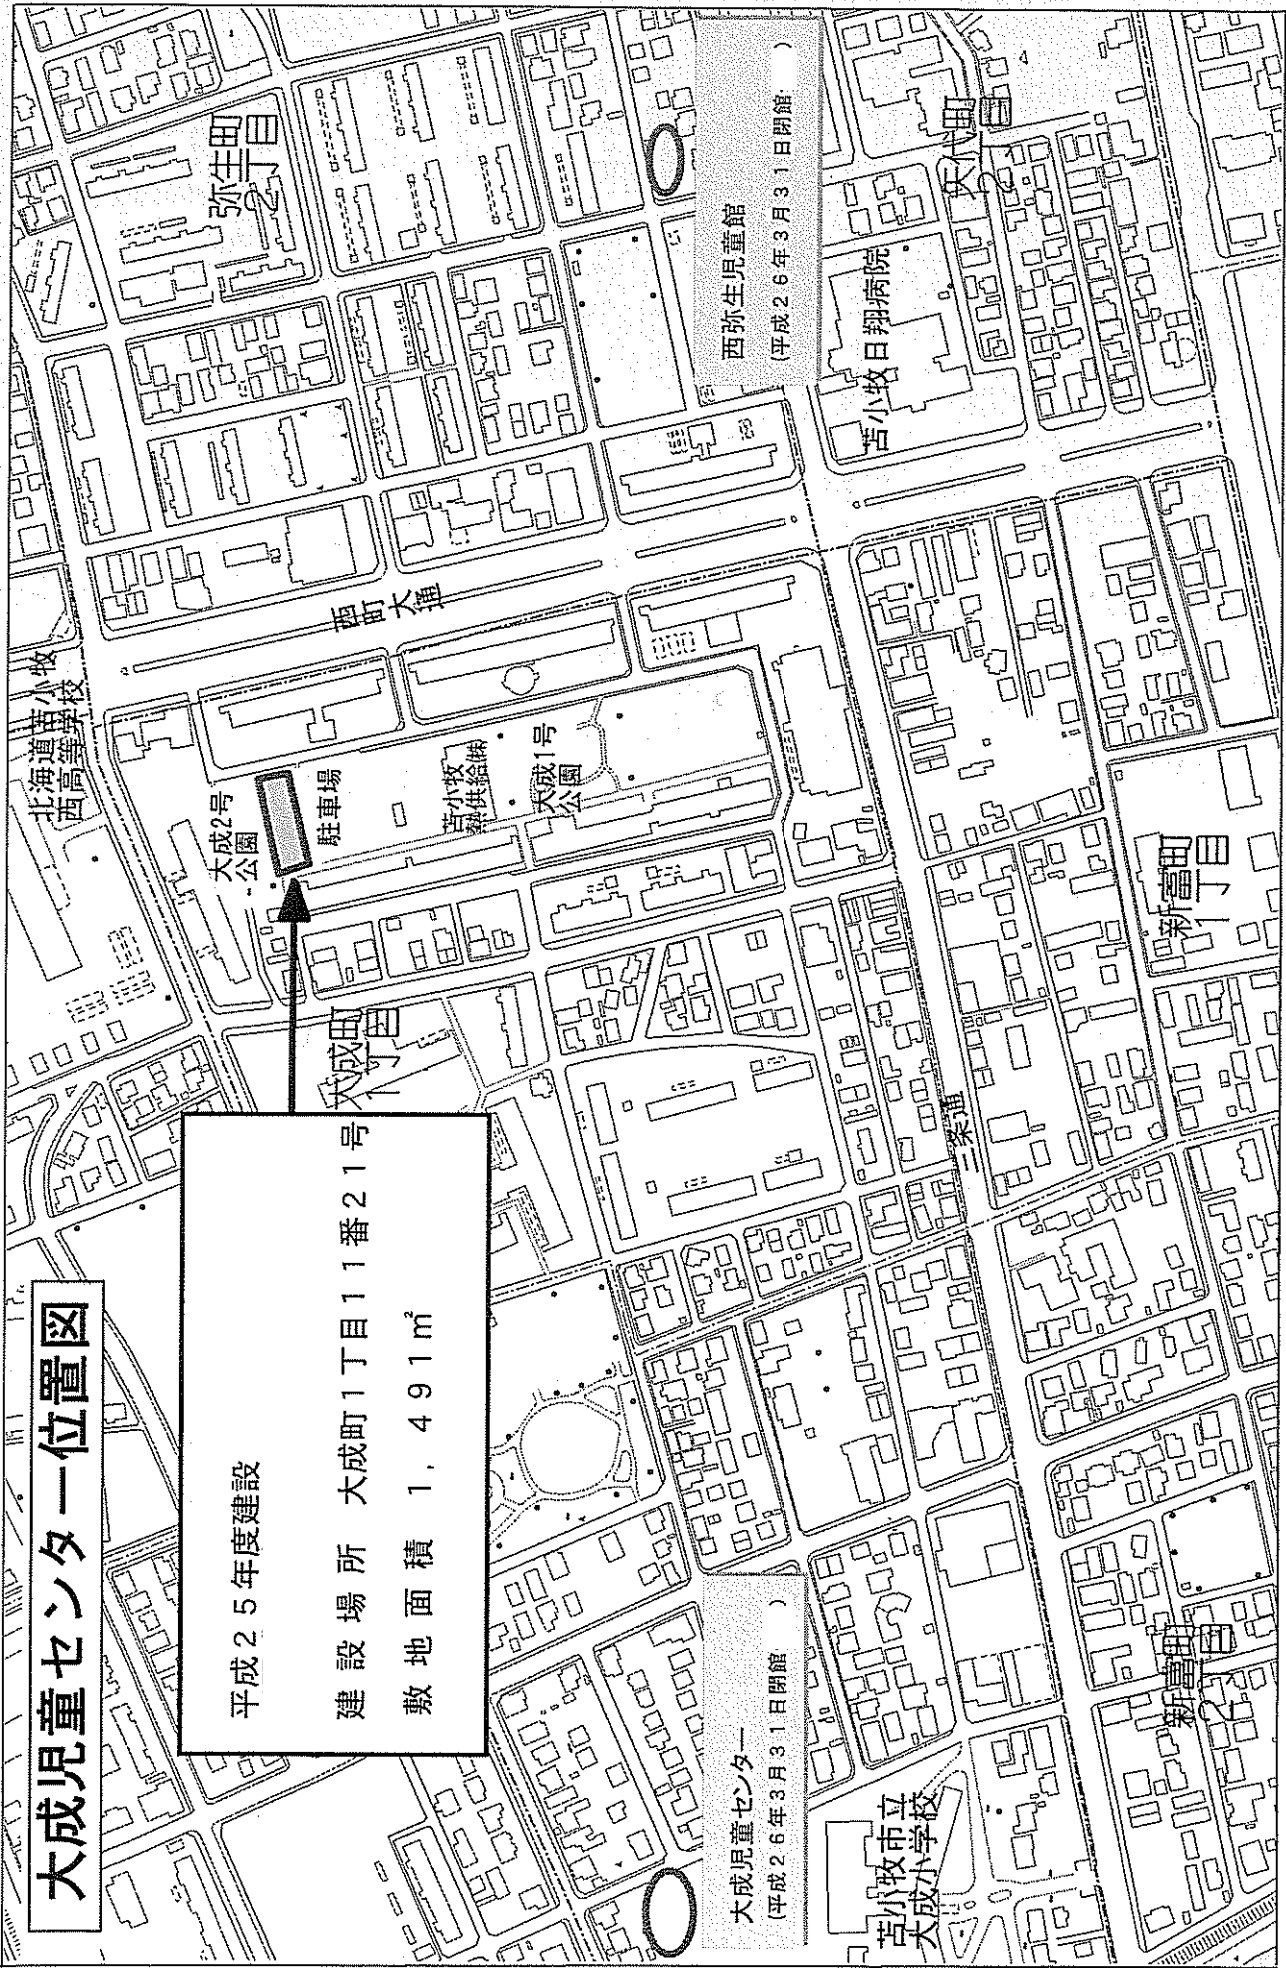 大成児童センター位置図
平成25年度建設
建設場所 大成町1丁目11番21号
敷地面積 1,491㎡
北海道苫小牧
西高等学校
大成2号
公園
駐車場
苫小牧
熱供給㈱
大成1号
公園
西町大通
弥生町
2丁目
大成町
1丁目
西弥生児童館
(平成26年3月31日閉館 )
苫小牧日翔病院
矢代町
2丁目
三条通
新富町
1丁目
大成児童センター
(平成26年3月31日閉館 )
苫小牧市立
大成小学校
新富町
2丁目